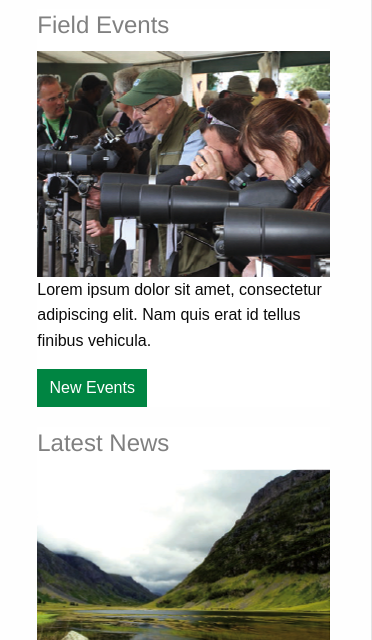 Field Events
Lorem ipsum dolor sit amet, consectetur
adipiscing elit. Nam quis erat id tellus
finibus vehicula.
New Events
Latest News